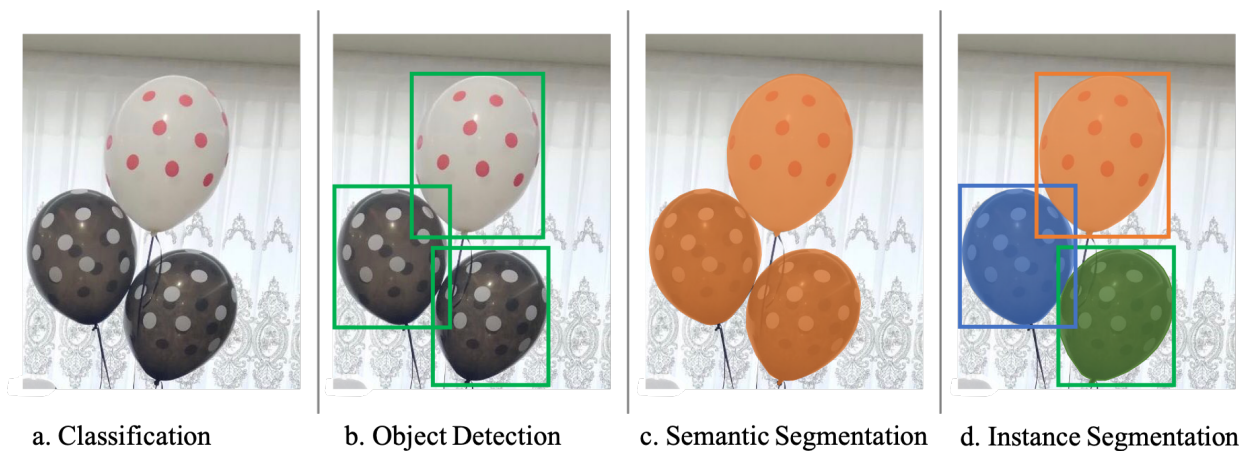 a. Classification
b. Object Detection
c. Semantic Segmentation
d. Instance Segmentation